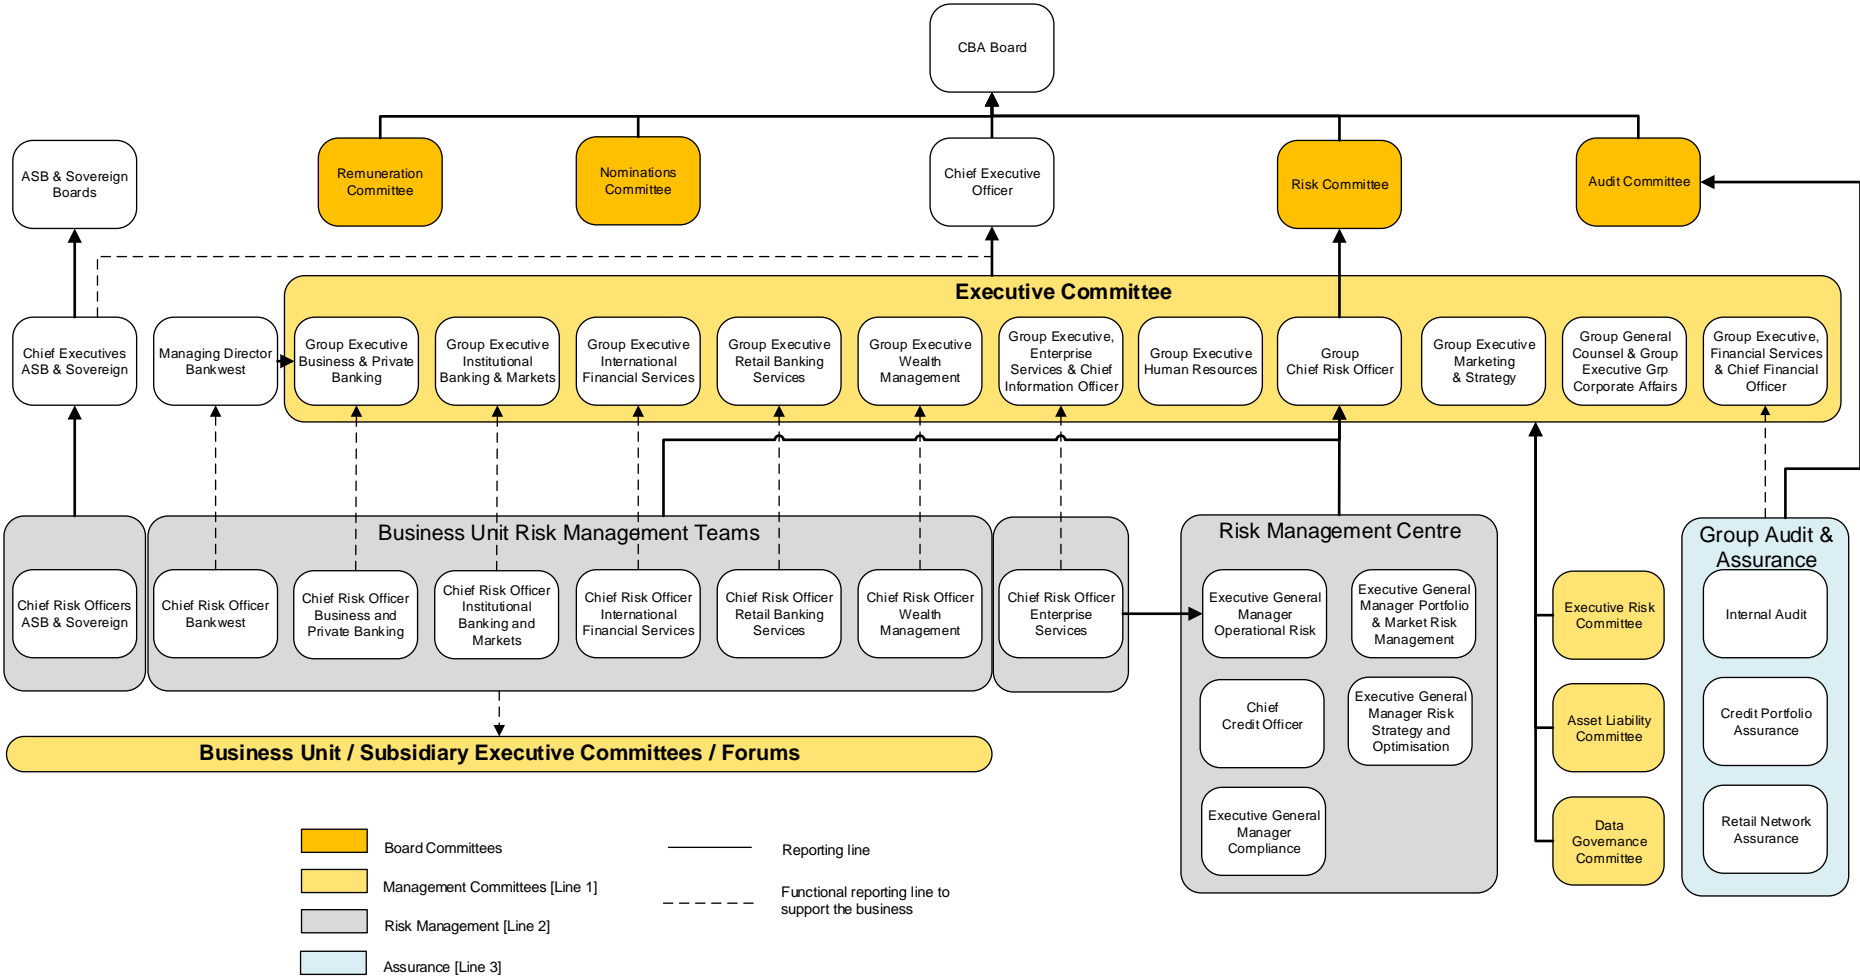 CBA Board
ASB & Sovereign
Boards
Remuneration
Committee
Nominations
Committee
Chief Executive
Officer
Risk Committee
Audit Committee
Executive Committee
Chief Executives
ASB & Sovereign
Managing Director
Bankwest
Group Executive
Business & Private
Banking
Group Executive
Institutional
Banking & Markets
Group Executive
International
Financial Services
Group Executive
Retail Banking
Services
Group Executive
Wealth
Management
Group Executive,
Enterprise
Services & Chief
Information Officer
Group Executive
Human Resources
Group
Chief Risk Officer
Group Executive
Marketing
& Strategy
Group General
Counsel & Group
Executive Grp
Corporate Affairs
Group Executive,
Financial Services
& Chief Financial
Officer
Business Unit Risk Management Teams
Risk Management Centre
Group Audit &
Assurance
Chief Risk Officers
ASB & Sovereign
Chief Risk Officer
Bankwest
Chief Risk Officer
Business and
Private Banking
Chief Risk Officer
Institutional
Banking and
Markets
Chief Risk Officer
International
Financial Services
Chief Risk Officer
Retail Banking
Services
Chief Risk Officer
Wealth
Management
Chief Risk Officer
Enterprise
Services
Executive General
Manager
Operational Risk
Executive General
Manager Portfolio
& Market Risk
Management
Executive Risk
Committee
Internal Audit
Chief
Credit Officer
Executive General
Manager Risk
Strategy and
Optimisation
Asset Liability
Committee
Credit Portfolio
Assurance
Business Unit / Subsidiary Executive Committees / Forums
Executive General
Manager
Compliance
Data
Governance
Committee
Retail Network
Assurance
Board Committees
Reporting line
Management Committees [Line 1]
Functional reporting line to
support the business
Risk Management [Line 2]
Assurance [Line 3]